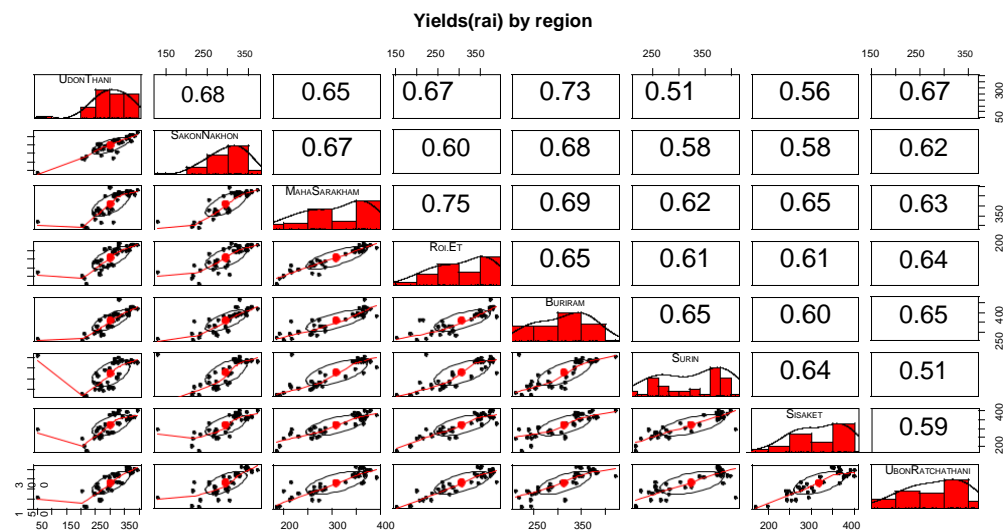 Yields(rai) by region
150 250 350 150 250 350 250 350 150 250 350
UdonThani 0.68 0.65 0.67 0.73 0.51 0.56 0.67 50 300
SakonNakhon 0.67 0.60 0.68 0.58 0.58 0.62
MahaSarakham 0.75 0.69 0.62 0.65 0.63 350
Roi.Et 0.65 0.61 0.61 0.64 200
Buriram 0.65 0.60 0.65 250 400
Surin 0.64 0.51
Sisaket 0.59 200 400
UbonRatchathani
50 150 250 350 200 300 400 250 350 200 300 400